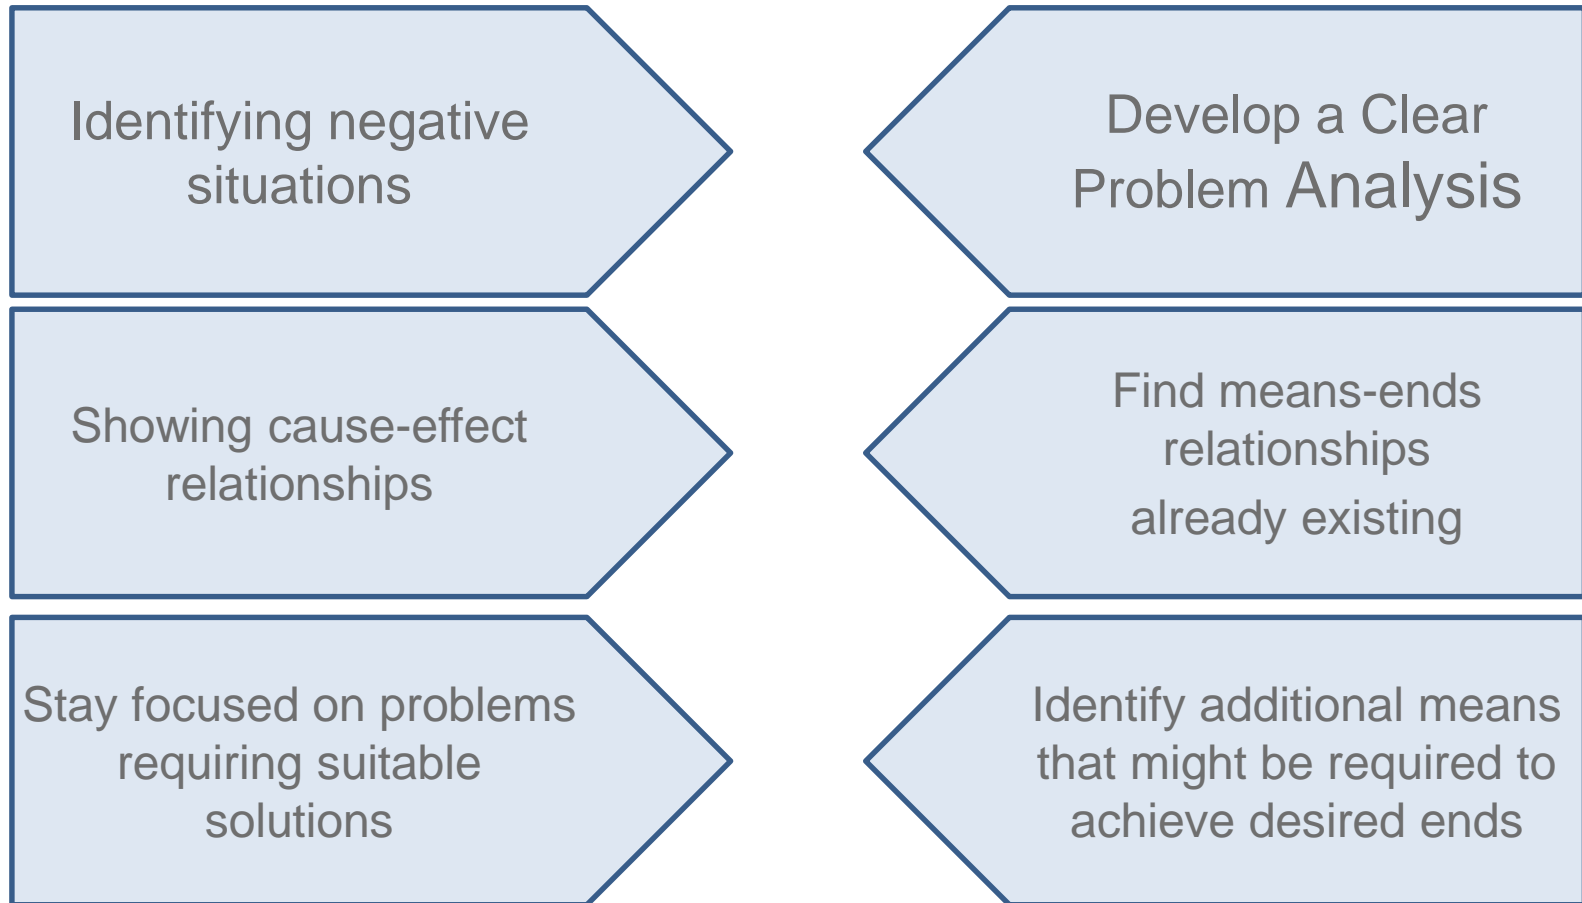 Identifying negative
situations
Develop a Clear
Problem Analysis
Showing cause-effect
relationships
Find means-ends
relationships
already existing
Stay focused on problems
requiring suitable
solutions
Identify additional means
that might be required to
achieve desired ends